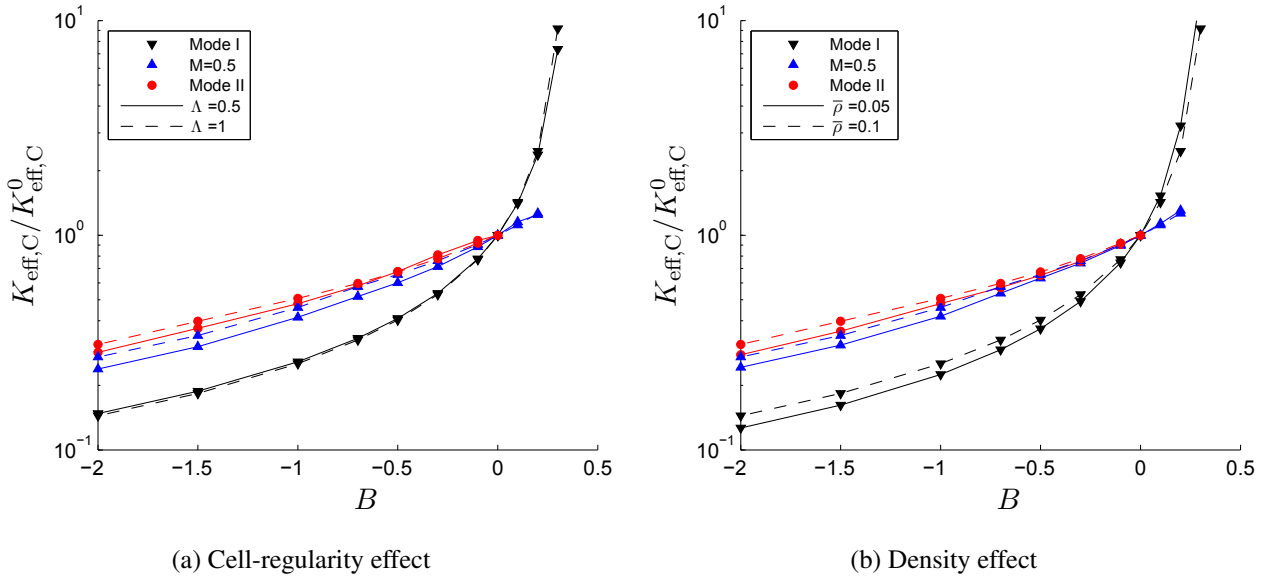 10^1
Mode I
M=0.5
Mode II
Λ =0.5
Λ =1
K_eff,C/K^0_eff,C
10^0
10^−1
−2 −1.5 −1 −0.5 0 0.5
B
(a) Cell-regularity effect
10^1
Mode I
M=0.5
Mode II
ρ̅ =0.05
ρ̅ =0.1
K_eff,C/K^0_eff,C
10^0
10^−1
−2 −1.5 −1 −0.5 0 0.5
B
(b) Density effect